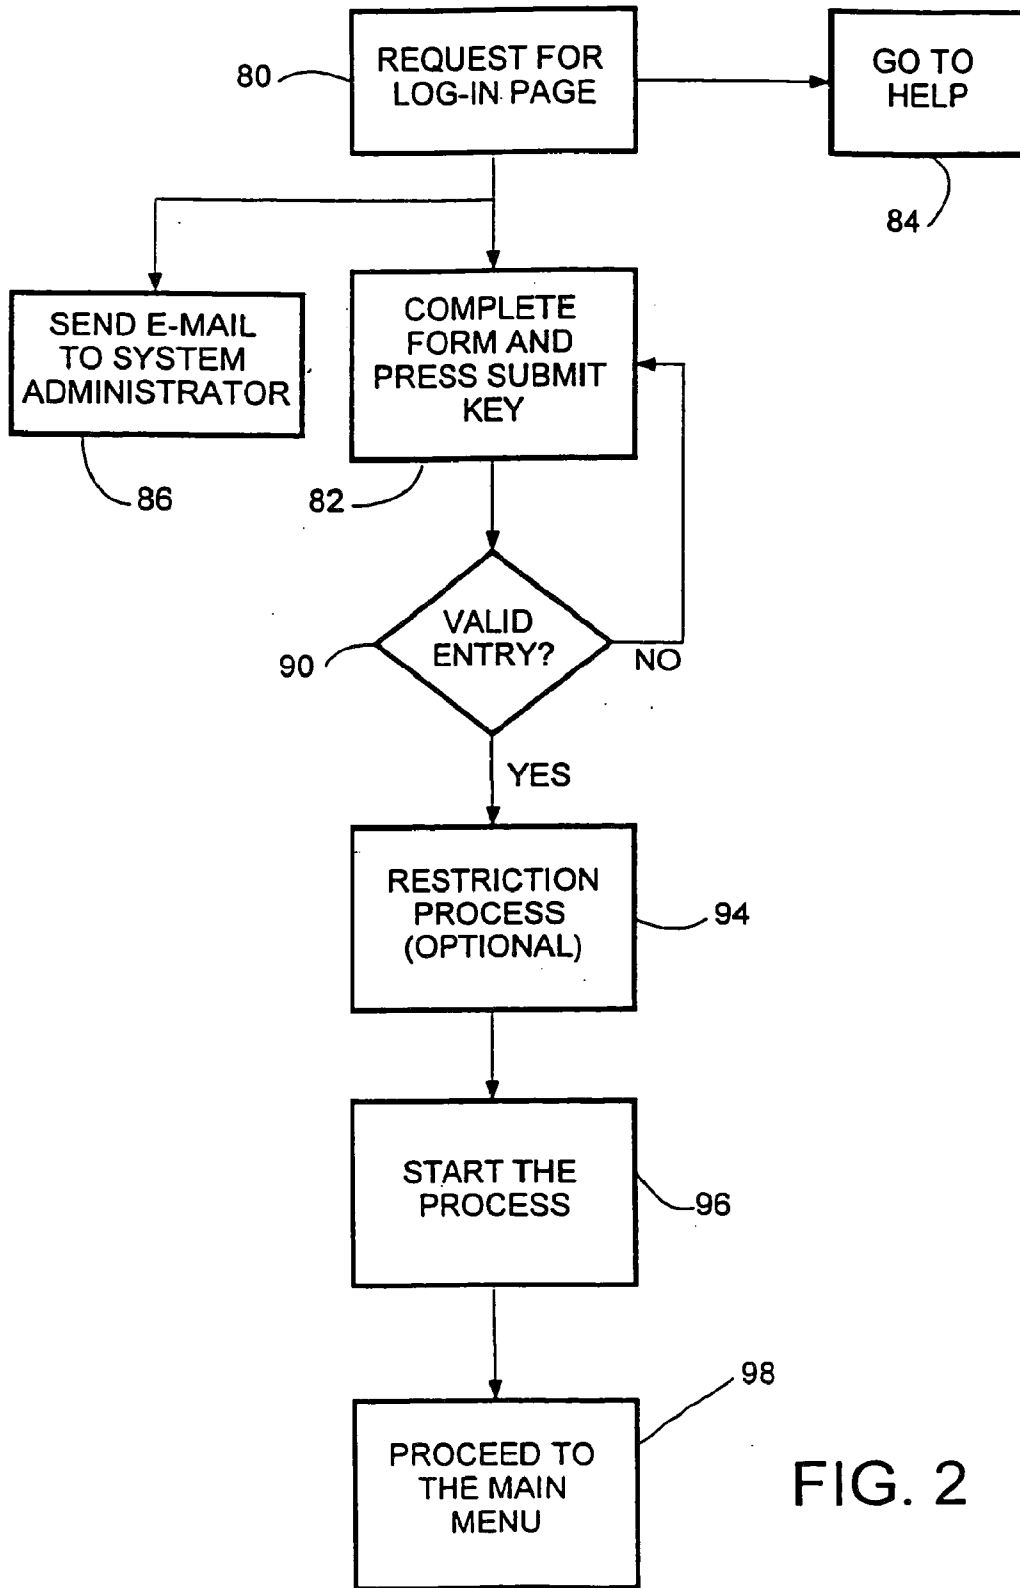 80
REQUEST FOR
LOG-IN PAGE
GO TO
HELP
84
SEND E-MAIL
TO SYSTEM
ADMINISTRATOR
86
COMPLETE
FORM AND
PRESS SUBMIT
KEY
82
VALID
ENTRY?
90
NO
YES
RESTRICTION
PROCESS
(OPTIONAL)
94
START THE
PROCESS
96
98
PROCEED TO
THE MAIN
MENU
FIG. 2